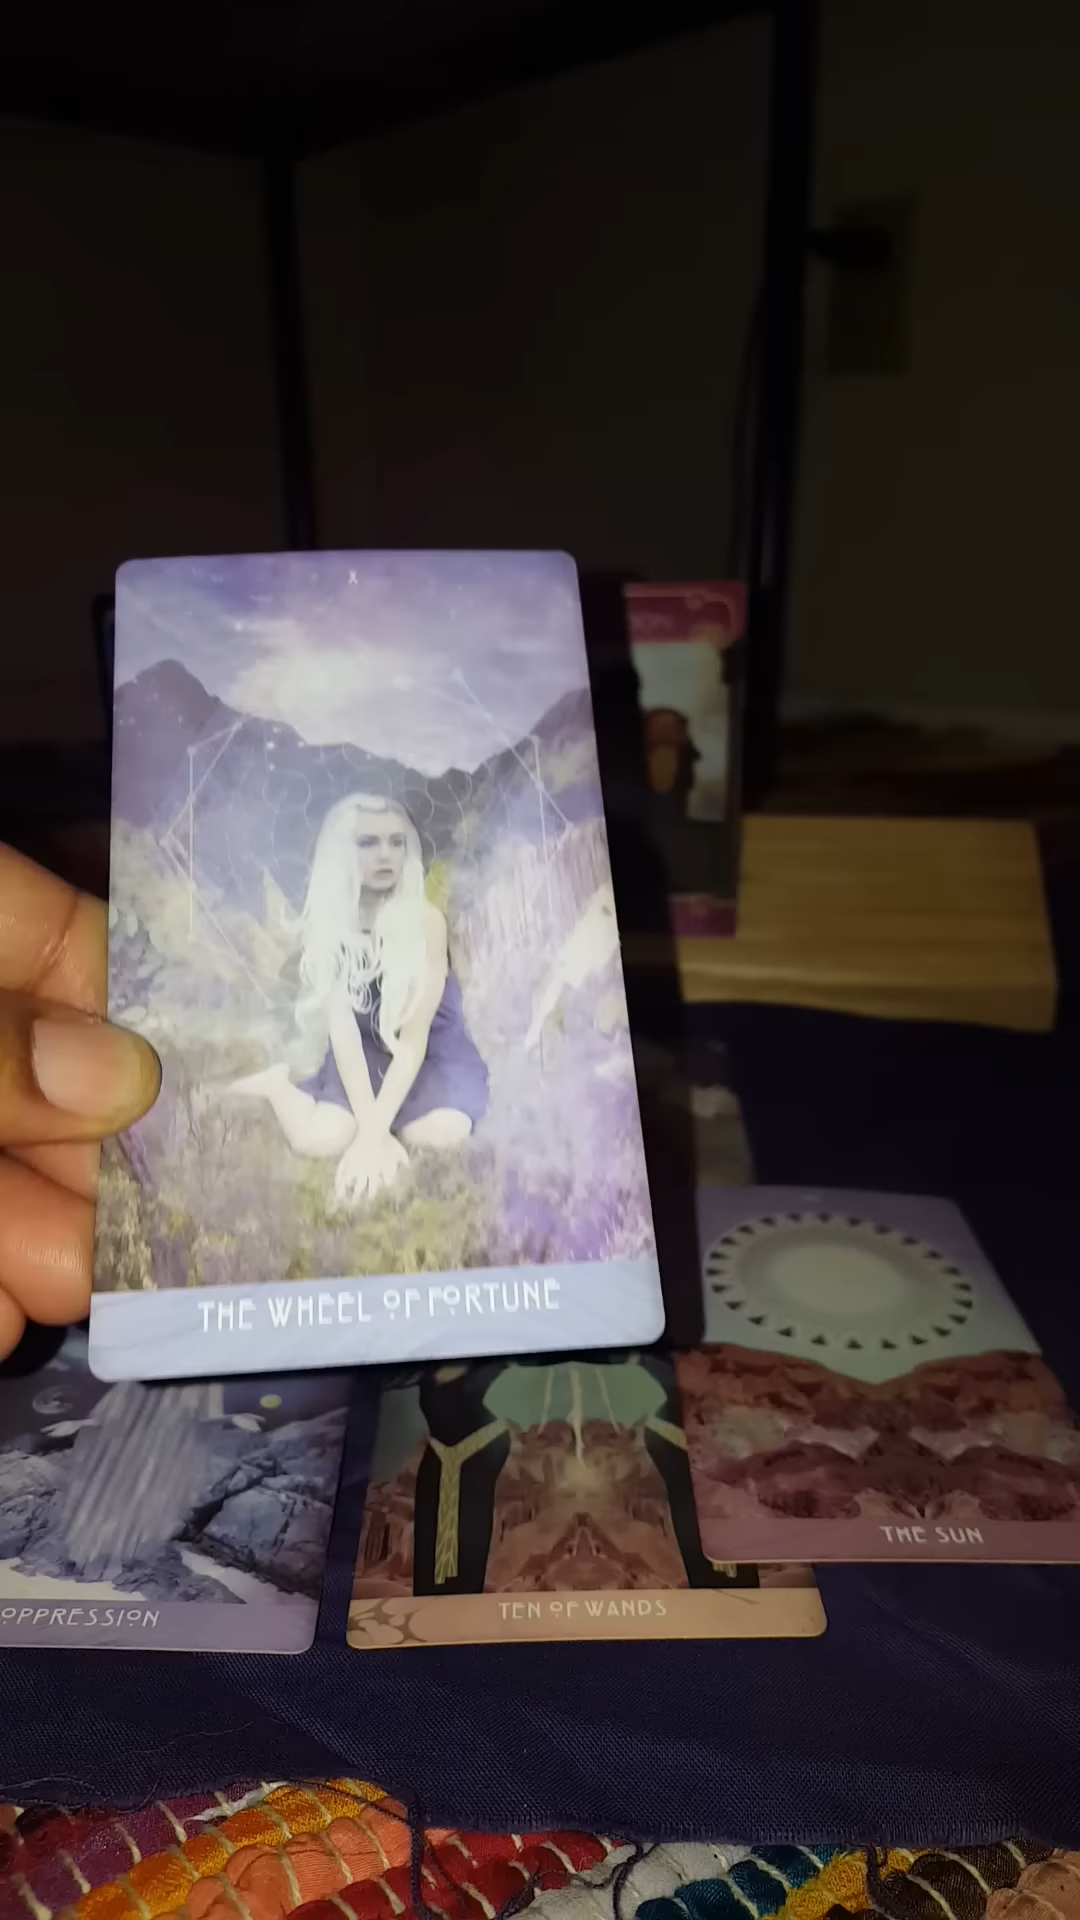 X
THE WHEEL OF FORTUNE
THE SUN
TEN OF WANDS
OPPRESSION